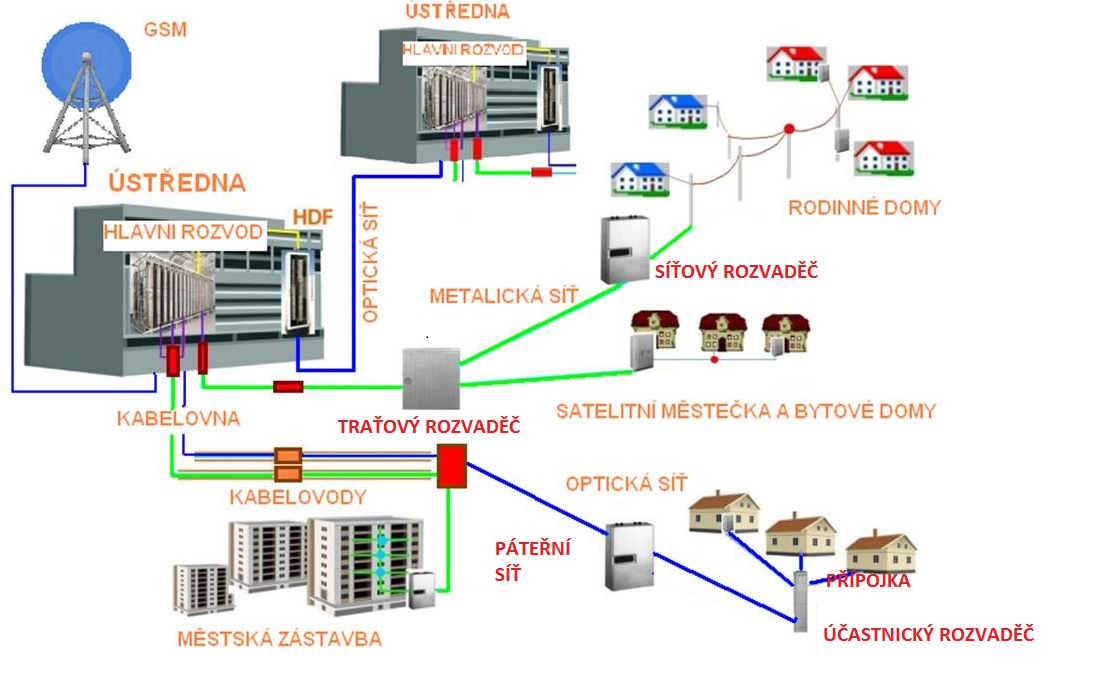 ÚSTŘEDNA
GSM
HLAVNI ROZVOD
ÚSTŘEDNA
HDF
HLAVNI ROZVOD
OPTICKÁ SÍŤ
RODINNÉ DOMY
SÍŤOVÝ ROZVADĚČ
METALICKÁ SÍŤ
KABELOVNA
TRAŤOVÝ ROZVADĚČ
SATELITNÍ MĚSTEČKA A BYTOVÉ DOMY
KABELOVODY
OPTICKÁ SÍŤ
PÁTEŘNÍ
SÍŤ
PŘÍPOJKA
MĚSTSKÁ ZÁSTAVBA
ÚČASTNICKÝ ROZVADĚČ